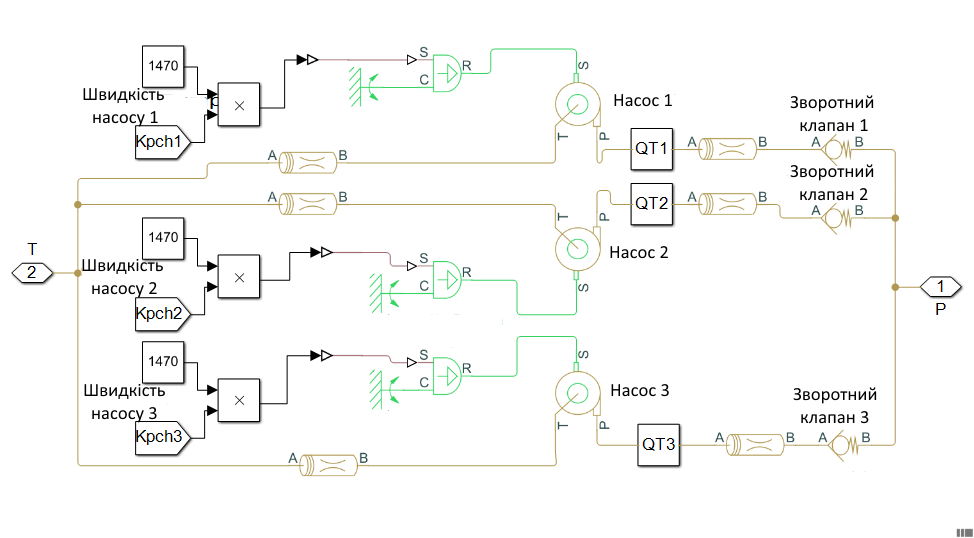 1470
Швидкість
насосу 1
Kpch1
×
S
C
R
S
T
P
Насос 1
QT1
A
B
A
B
Зворотний
клапан 1
A
B
A
B
T
P
QT2
A
B
Зворотний
клапан 2
A
B
1470
Швидкість
насосу 2
Kpch2
×
S
C
R
S
Насос 2
T
2
1
P
1470
Швидкість
насосу 3
Kpch3
×
S
C
R
S
T
P
Насос 3
QT3
A
B
A
B
Зворотний
клапан 3
A
B